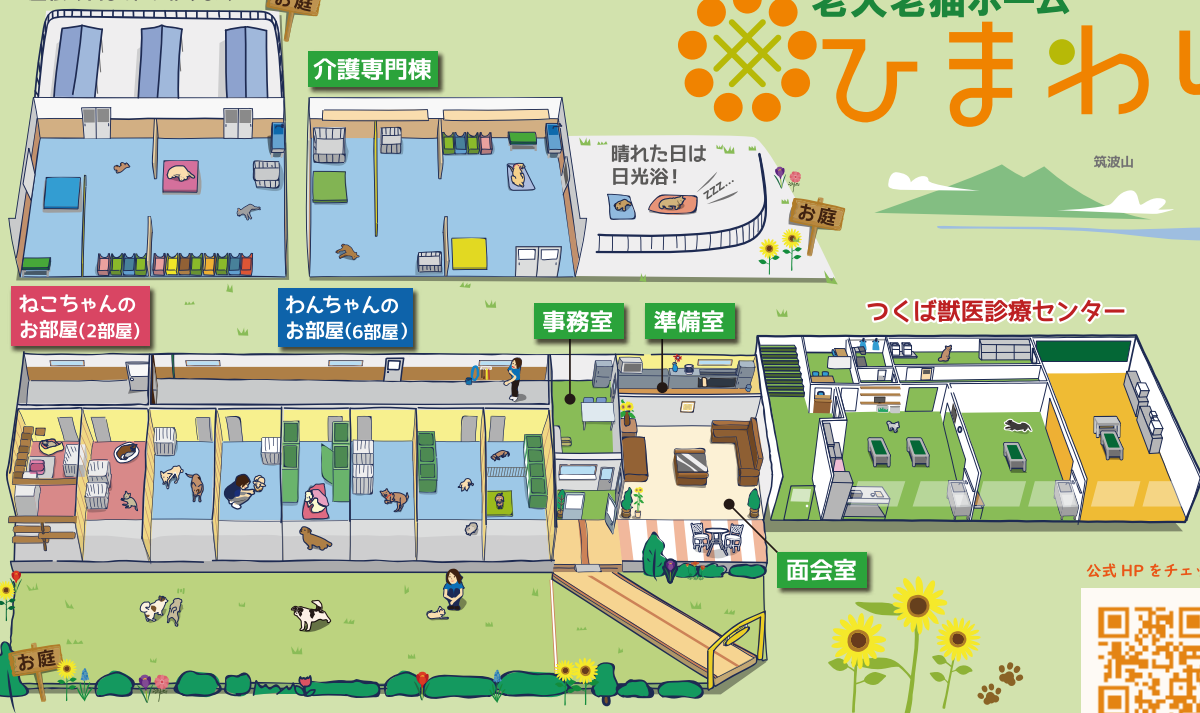 お庭
老犬老猫ホーム
ひまわり
介護専門棟
晴れた日は
日光浴！
zzz...
お庭
筑波山
ねこちゃんの
お部屋(2部屋)
わんちゃんの
お部屋(6部屋)
事務室
準備室
つくば獣医診療センター
面会室
公式 HP をチェッ
お庭